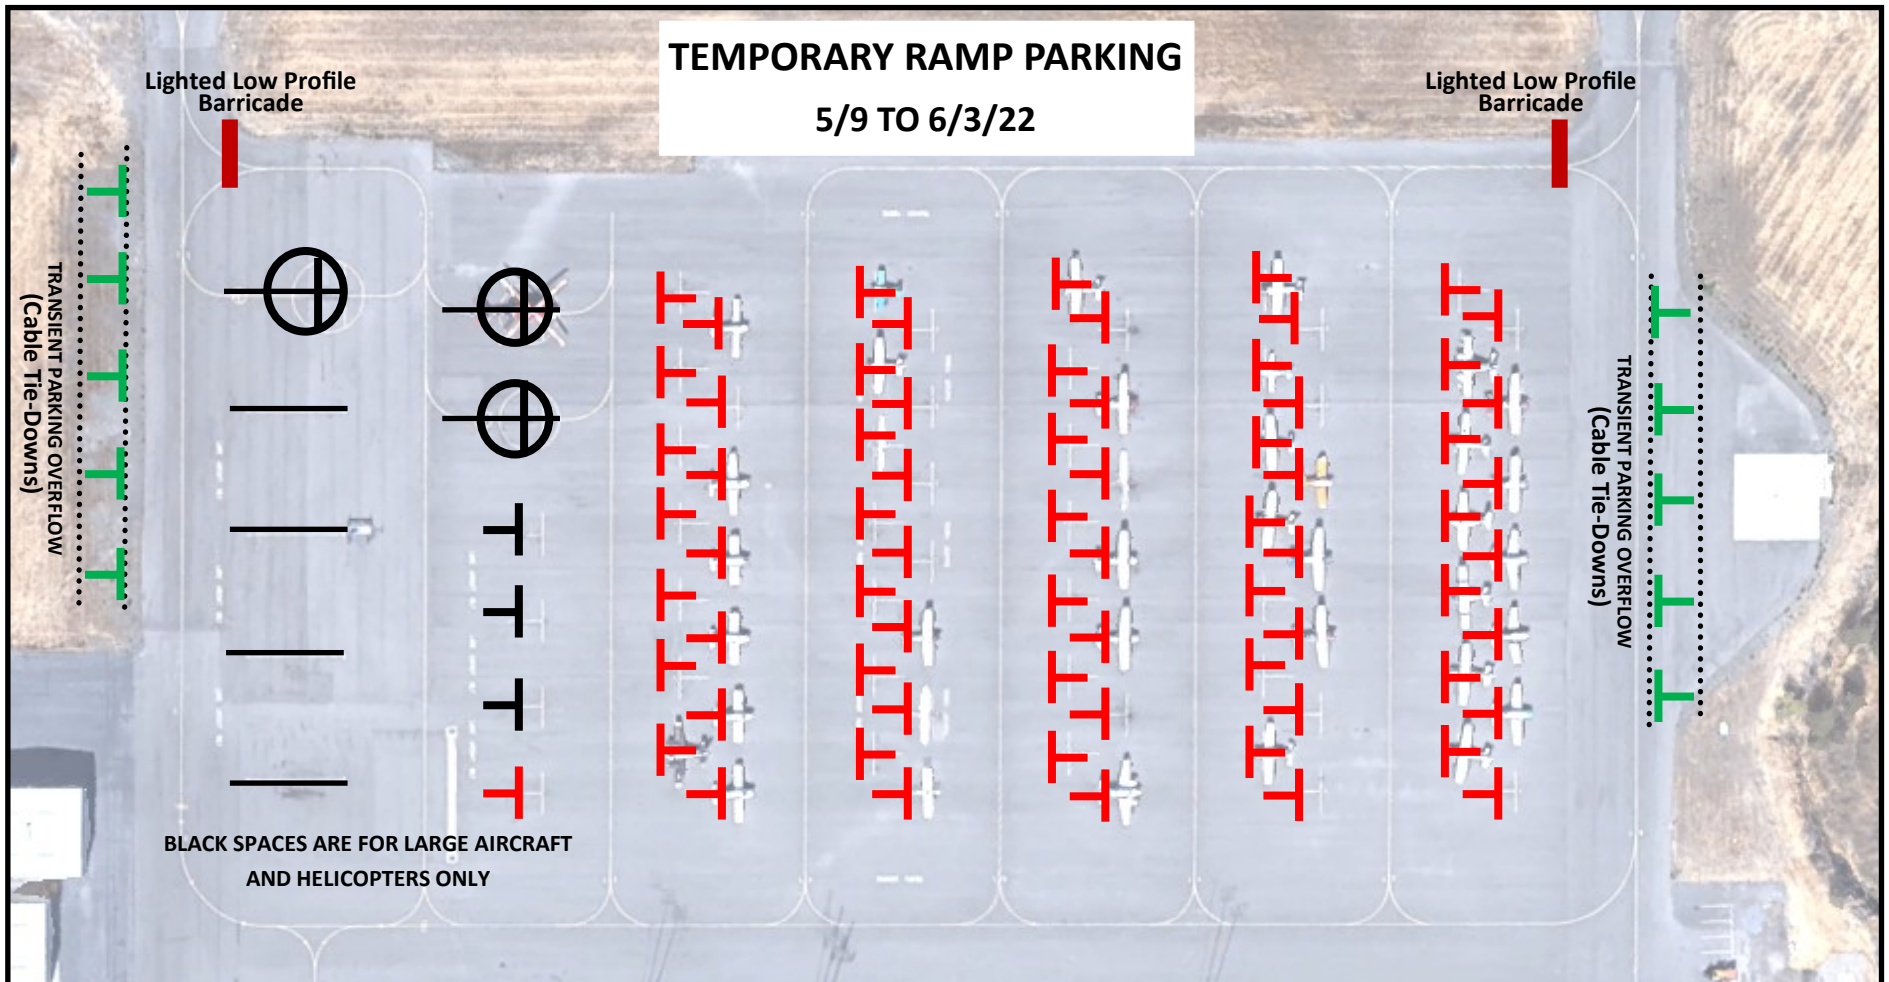 TEMPORARY RAMP PARKING
5/9 TO 6/3/22
Lighted Low Profile
Barricade
Lighted Low Profile
Barricade
TRANSIENT PARKING OVERFLOW
(Cable Tie-Downs)
TRANSIENT PARKING OVERFLOW
(Cable Tie-Downs)
BLACK SPACES ARE FOR LARGE AIRCRAFT
AND HELICOPTERS ONLY